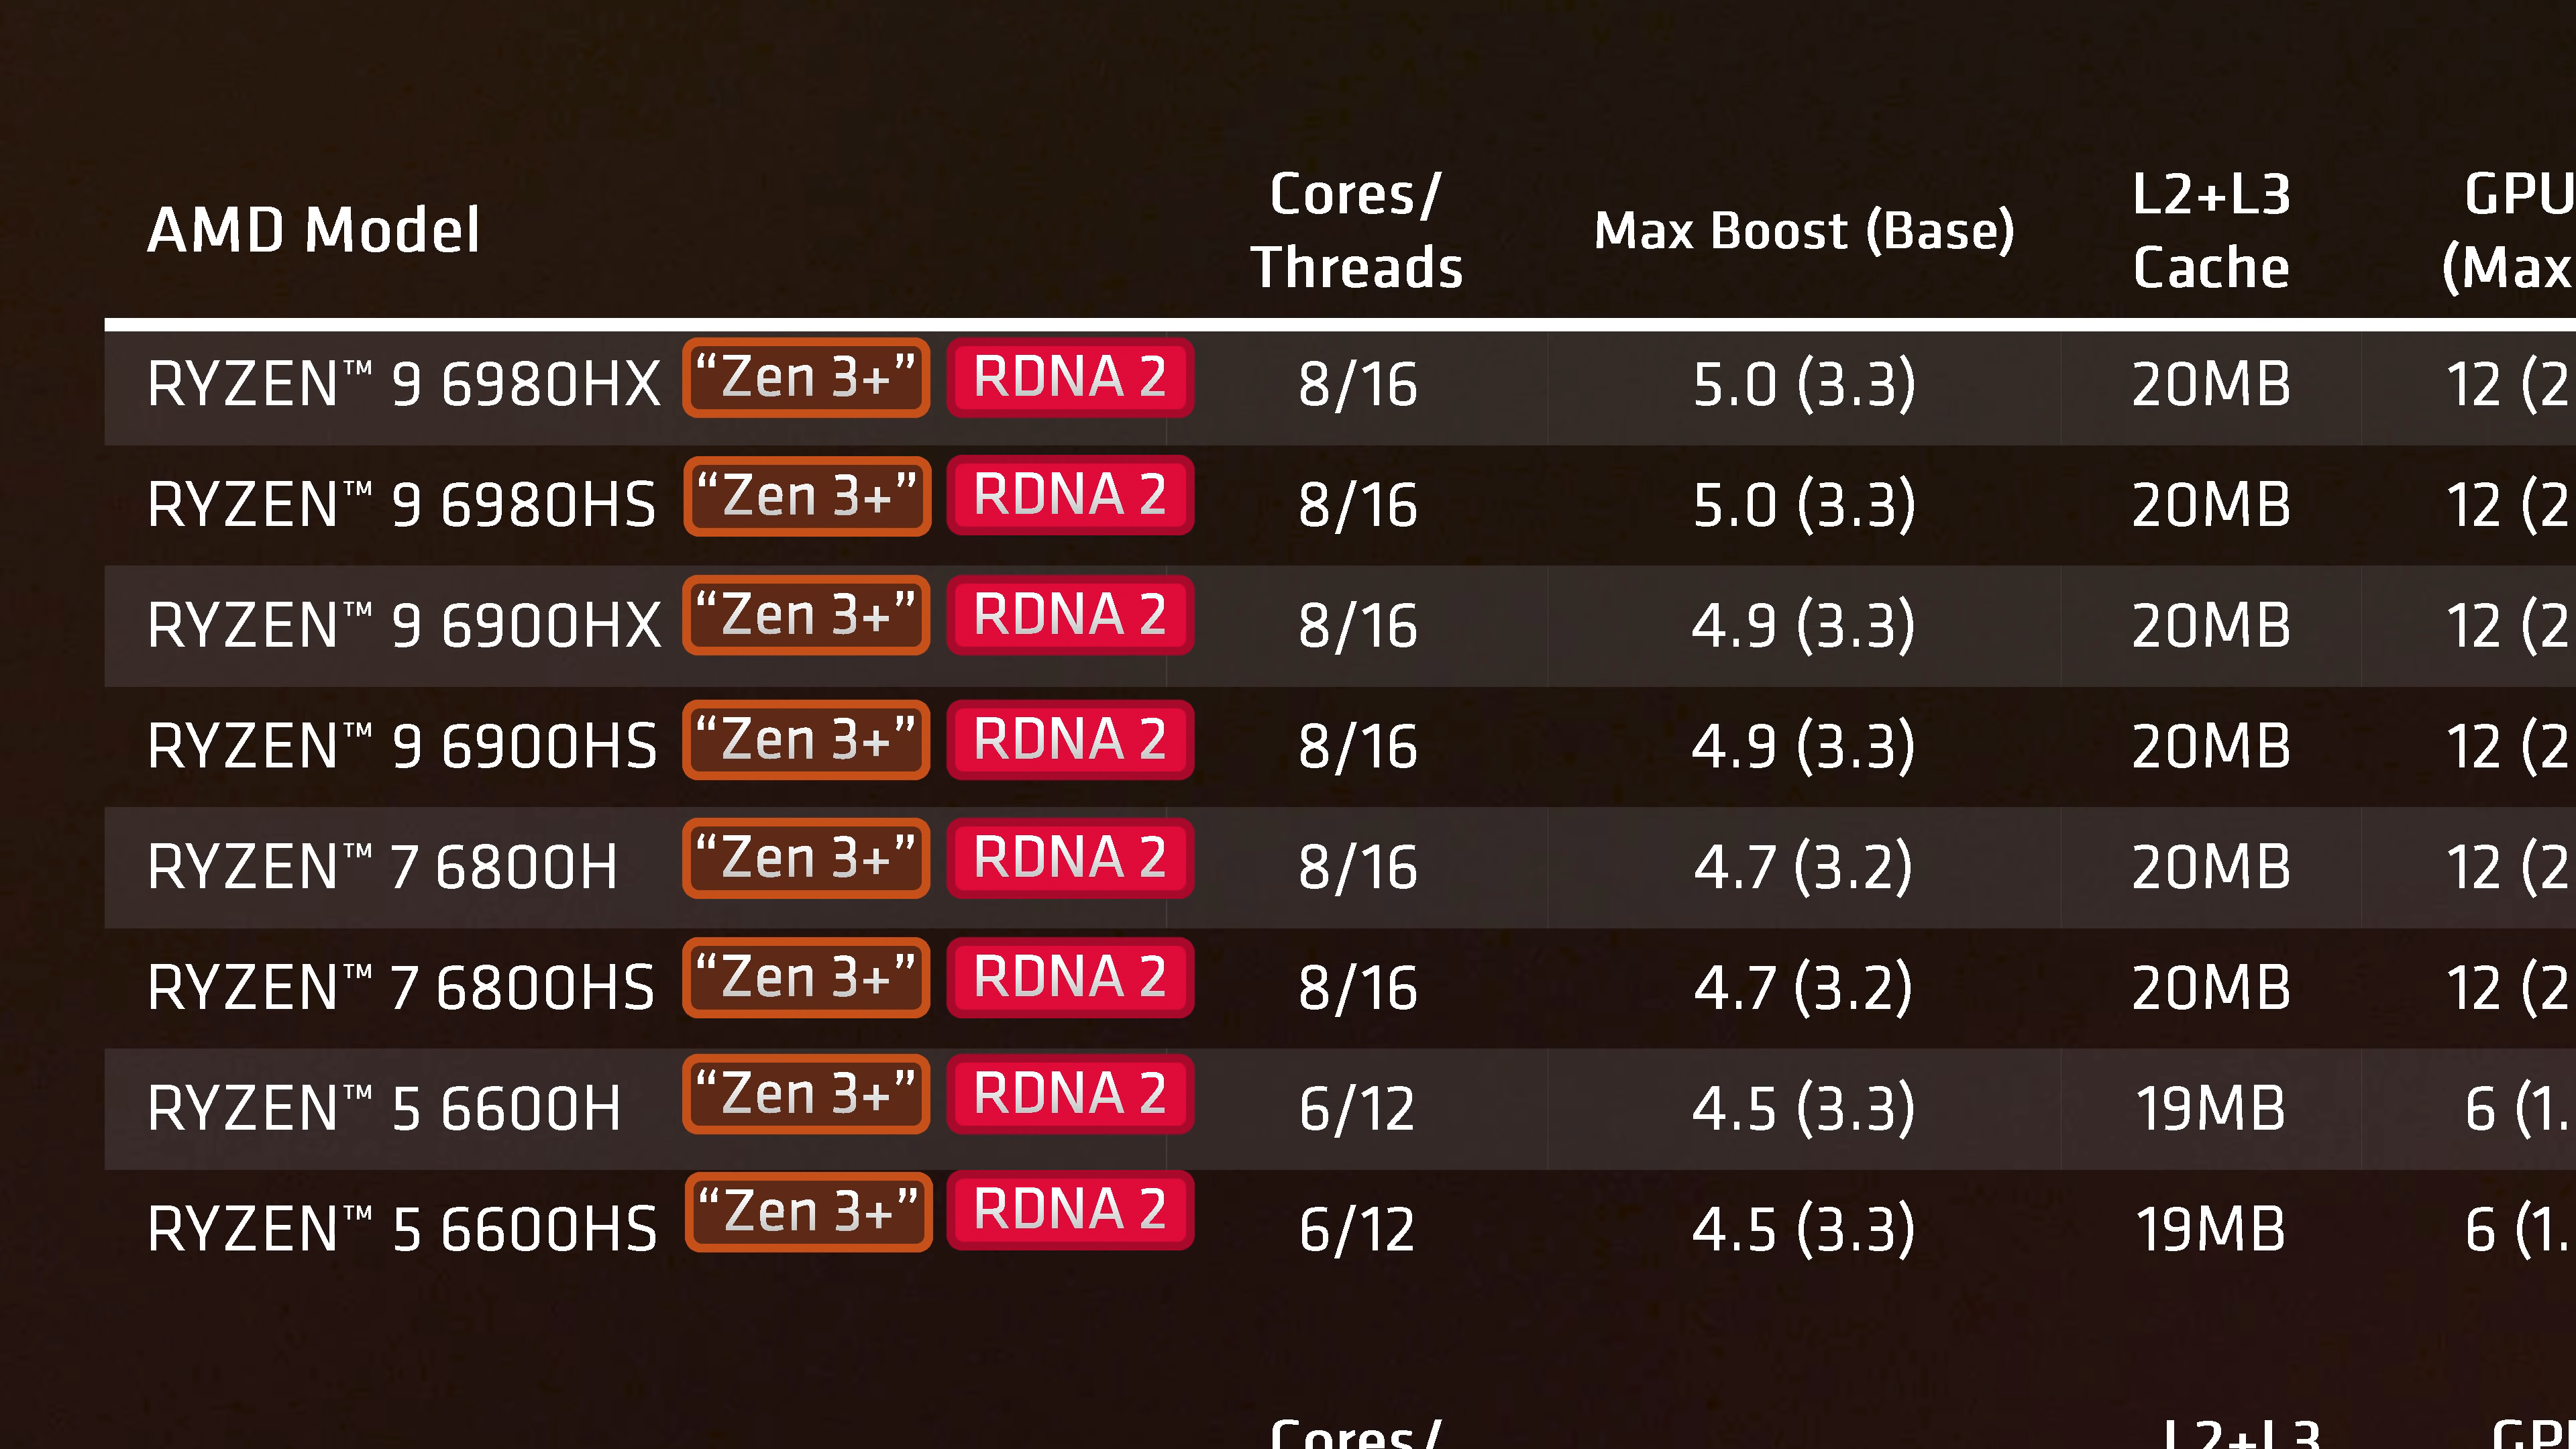 AMD Model Cores/ Threads Max Boost (Base) L2+L3 Cache GPU (Max
RYZEN™ 9 6980HX “Zen 3+” RDNA 2 8/16 5.0 (3.3) 20MB 12 (2
RYZEN™ 9 6980HS “Zen 3+” RDNA 2 8/16 5.0 (3.3) 20MB 12 (2
RYZEN™ 9 6900HX “Zen 3+” RDNA 2 8/16 4.9 (3.3) 20MB 12 (2
RYZEN™ 9 6900HS “Zen 3+” RDNA 2 8/16 4.9 (3.3) 20MB 12 (2
RYZEN™ 7 6800H “Zen 3+” RDNA 2 8/16 4.7 (3.2) 20MB 12 (2
RYZEN™ 7 6800HS “Zen 3+” RDNA 2 8/16 4.7 (3.2) 20MB 12 (2
RYZEN™ 5 6600H “Zen 3+” RDNA 2 6/12 4.5 (3.3) 19MB 6 (1.
RYZEN™ 5 6600HS “Zen 3+” RDNA 2 6/12 4.5 (3.3) 19MB 6 (1.
Cores/ L2+L3